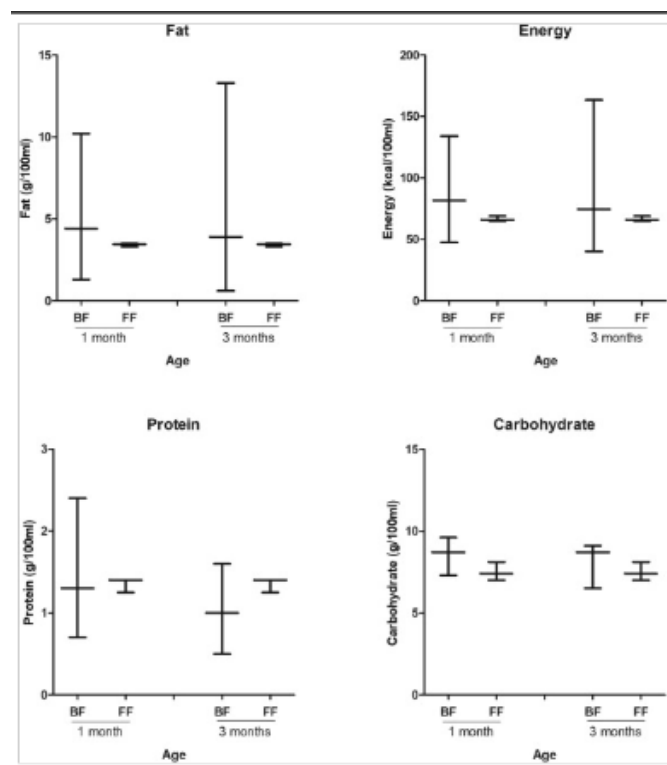 Fat
15
10
5
0
Fat (g/100ml)
BF FF BF FF
1 month 3 months
Age
Energy
200
150
100
50
0
Energy (kcal/100ml)
BF FF BF FF
1 month 3 months
Age
Protein
3
2
1
0
Protein (g/100ml)
BF FF BF FF
1 month 3 months
Age
Carbohydrate
15
10
5
0
Carbohydrate (g/100ml)
BF FF BF FF
1 month 3 months
Age